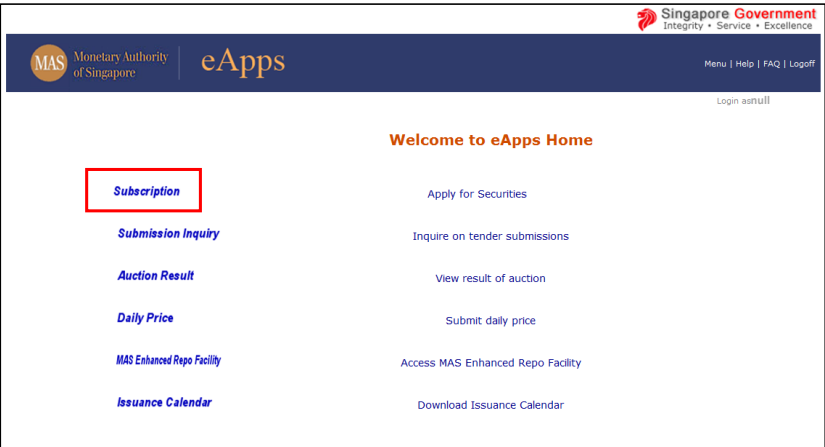 Singapore Government
Integrity • Service • Excellence
MAS Monetary Authority of Singapore
eApps
Menu | Help | FAQ | Logoff
Login asnull
Welcome to eApps Home
Subscription Apply for Securities
Submission Inquiry Inquire on tender submissions
Auction Result View result of auction
Daily Price Submit daily price
MAS Enhanced Repo Facility Access MAS Enhanced Repo Facility
Issuance Calendar Download Issuance Calendar